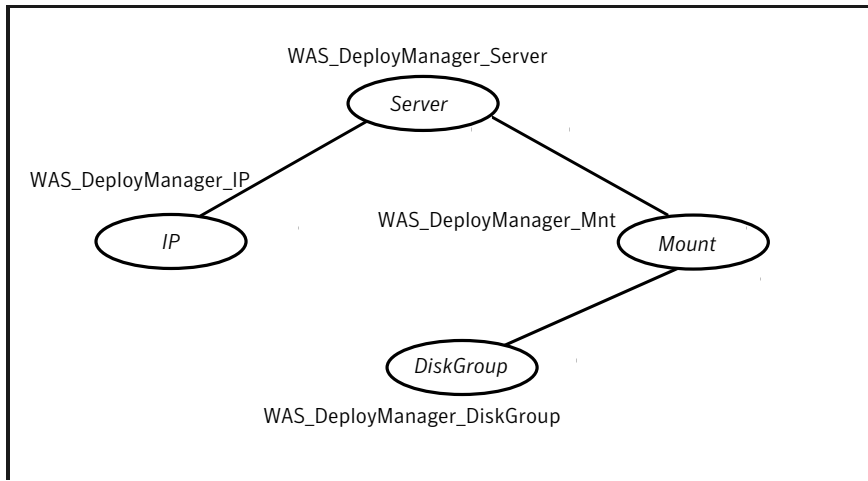 WAS_DeployManager_Server
Server
WAS_DeployManager_IP
IP
WAS_DeployManager_Mnt
Mount
DiskGroup
WAS_DeployManager_DiskGroup